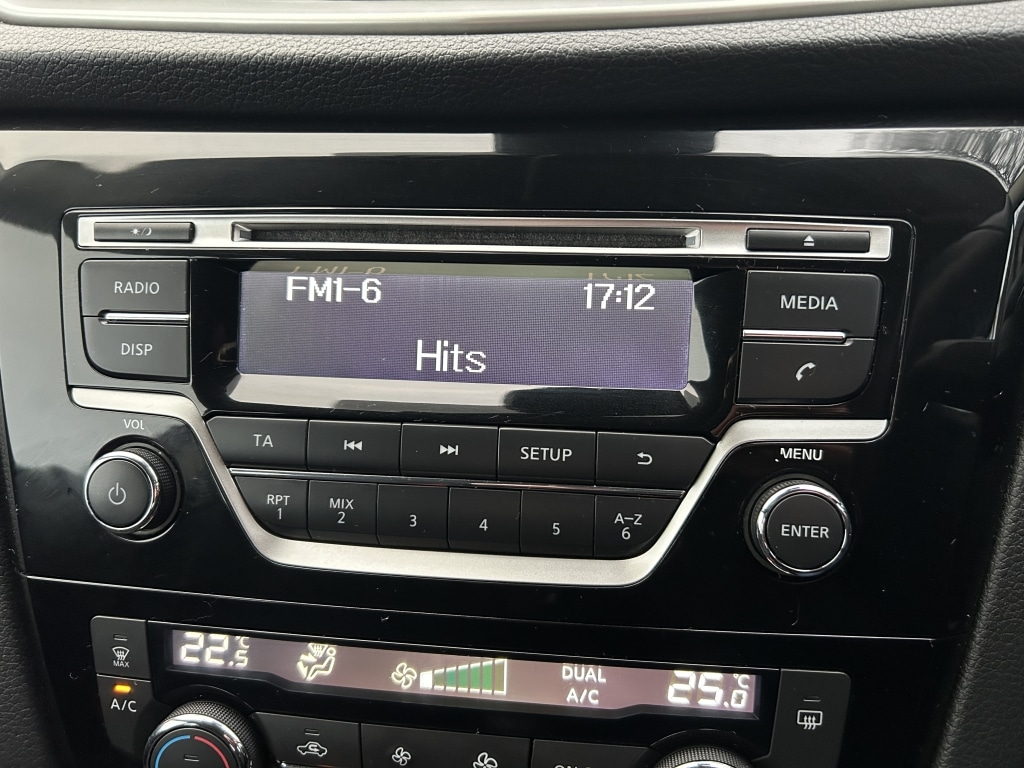 RADIO
FM1-6 17:12
MEDIA
DISP
Hits
VOL
TA SETUP
MENU
RPT 1 MIX 2 3 4 5 A-Z 6
ENTER
22.5°C DUAL A/C 25.0°C
MAX
A/C